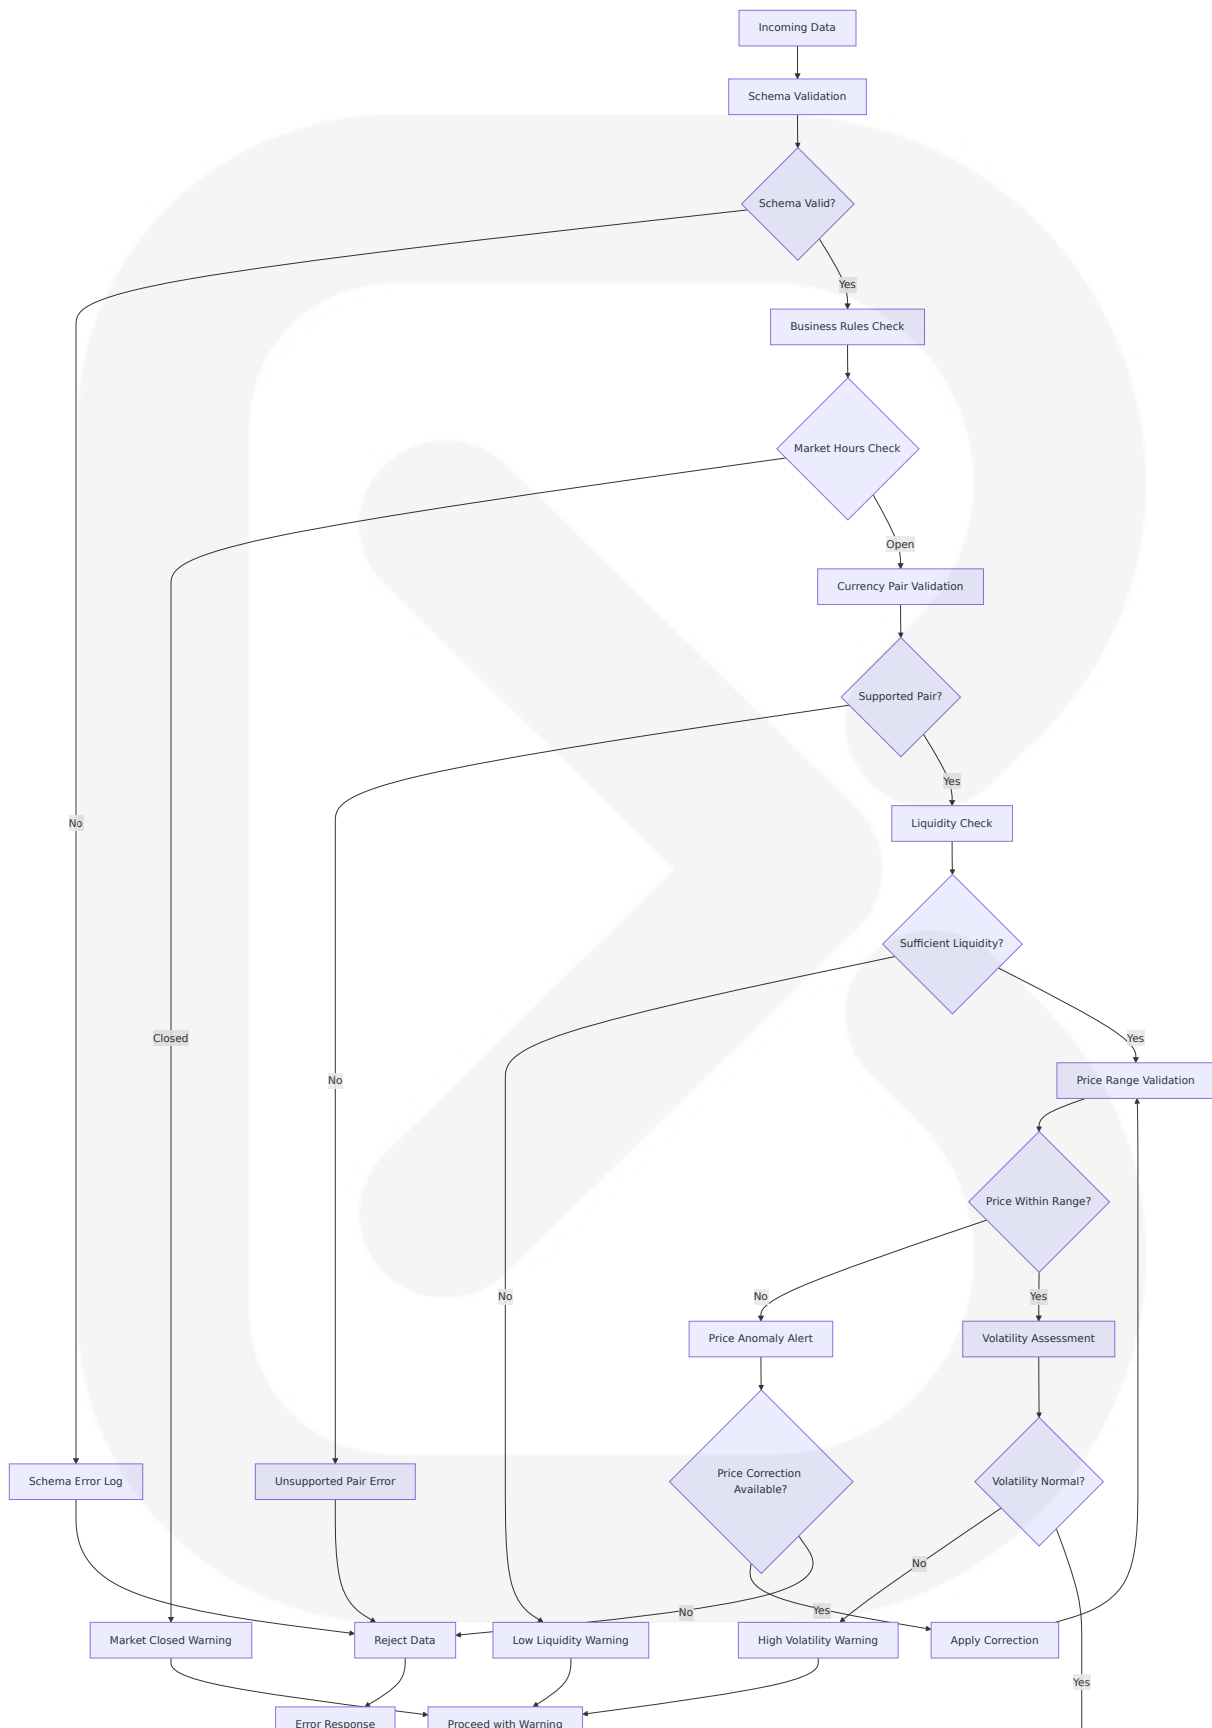 Incoming Data
Schema Validation
Schema Valid?
Yes
Business Rules Check
Market Hours Check
Open
Currency Pair Validation
Supported Pair?
Yes
Liquidity Check
No
Sufficient Liquidity?
Closed
Yes
No
Price Range Validation
Price Within Range?
No
No
Yes
Price Anomaly Alert
Volatility Assessment
Schema Error Log
Unsupported Pair Error
Price Correction
Available?
Volatility Normal?
No
No
Yes
Market Closed Warning
Reject Data
Low Liquidity Warning
High Volatility Warning
Apply Correction
Yes
Error Response
Proceed with Warning